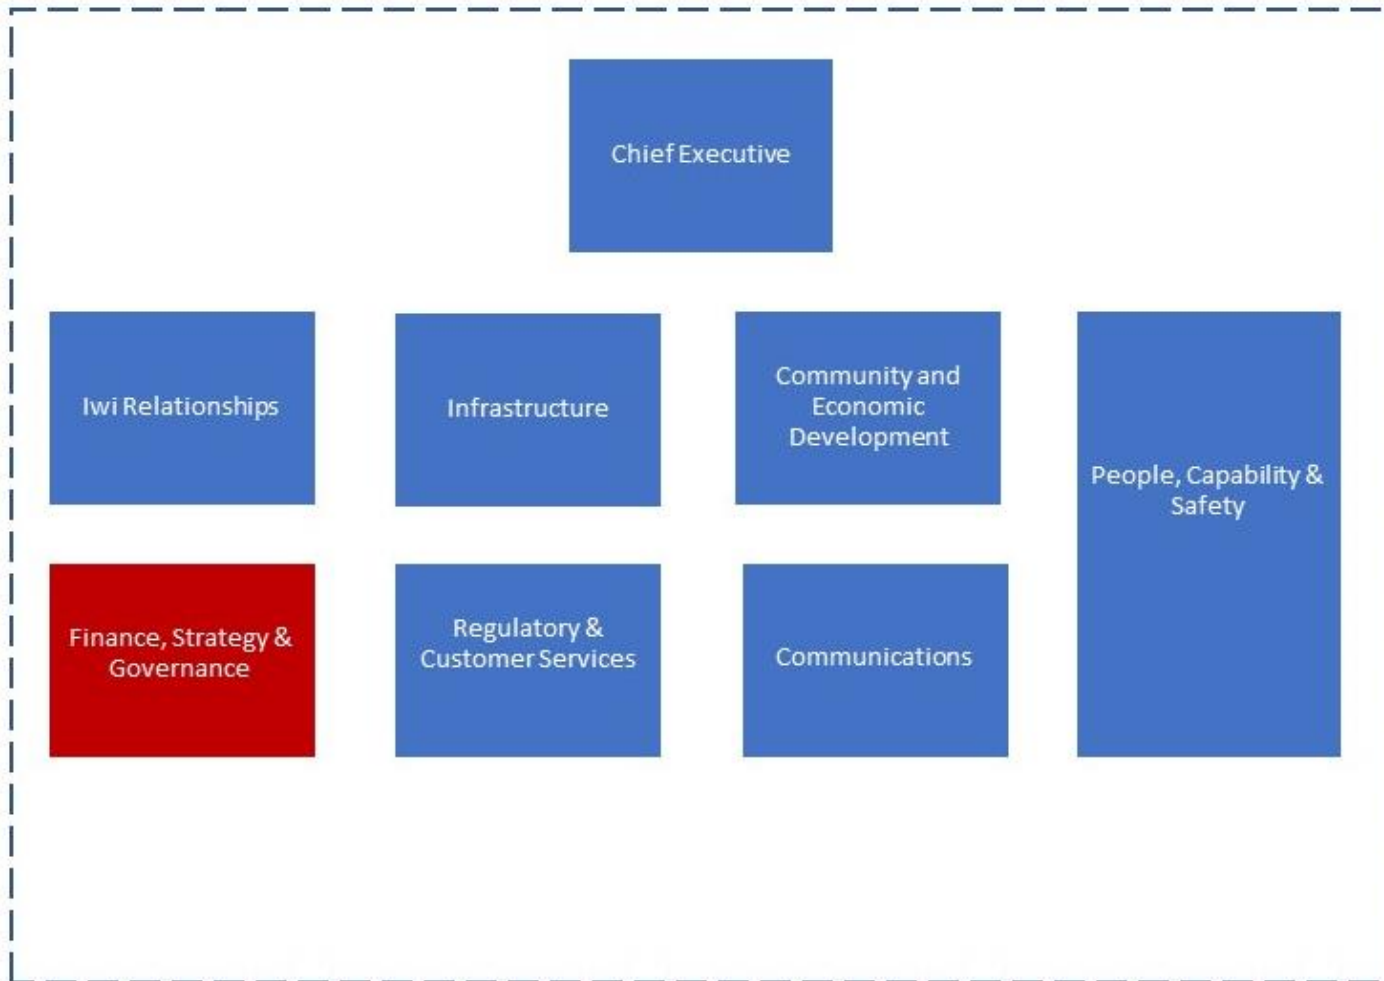 Chief Executive
Iwi Relationships
Infrastructure
Community and
Economic
Development
People, Capability &
Safety
Finance, Strategy &
Governance
Regulatory &
Customer Services
Communications